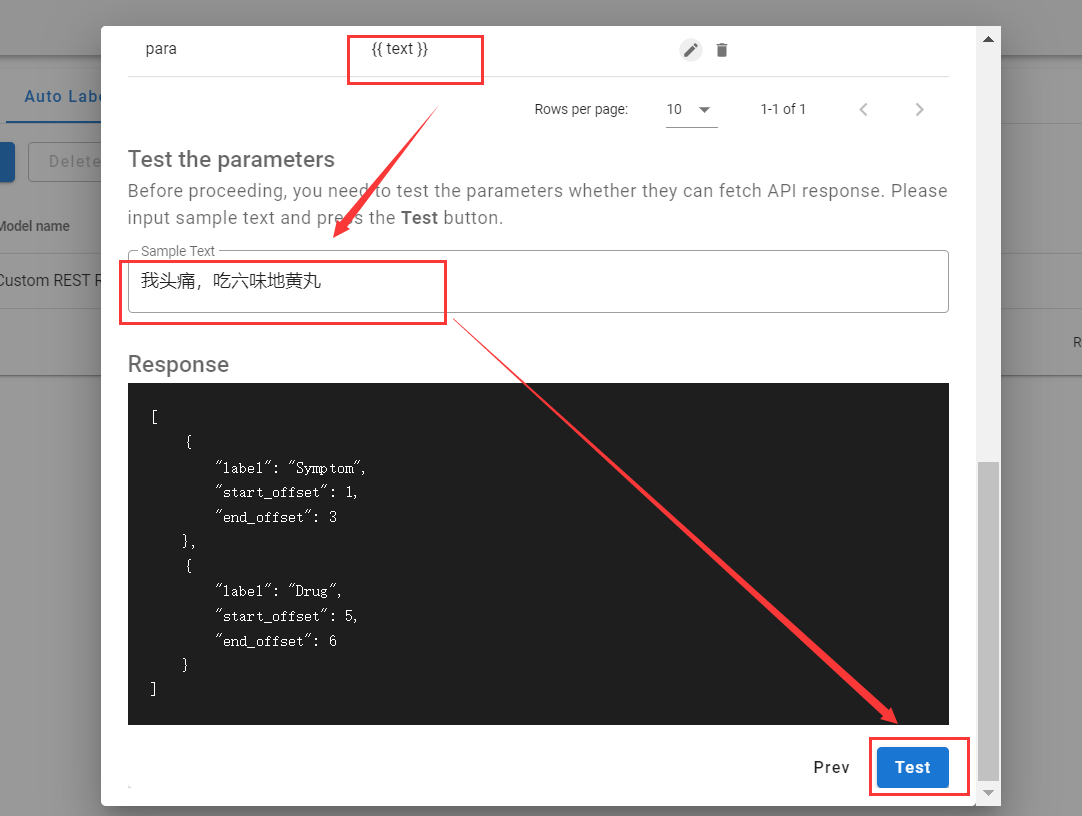 para {{ text }}
Auto Labe
Rows per page: 10 1-1 of 1
Delete
Test the parameters
Before proceeding, you need to test the parameters whether they can fetch API response. Please
input sample text and press the Test button.
Model name
Sample Text
Custom REST R
我头痛，吃六味地黄丸
R
Response
[
{
"label": "Symptom",
"start_offset": 1,
"end_offset": 3
},
{
"label": "Drug",
"start_offset": 5,
"end_offset": 6
}
]
Prev Test